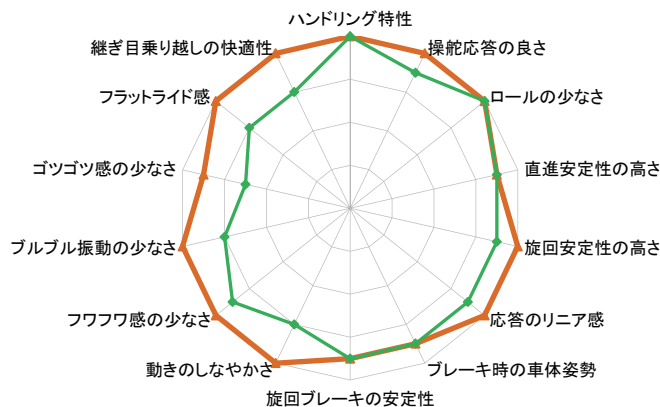 ハンドリング特性
継ぎ目乗り越しの快適性
操舵応答の良さ
フラットライド感
ロールの少なさ
ゴツゴツ感の少なさ
直進安定性の高さ
ブルブル振動の少なさ
旋回安定性の高さ
フワフワ感の少なさ
応答のリニア感
動きのしなやかさ
ブレーキ時の車体姿勢
旋回ブレーキの安定性